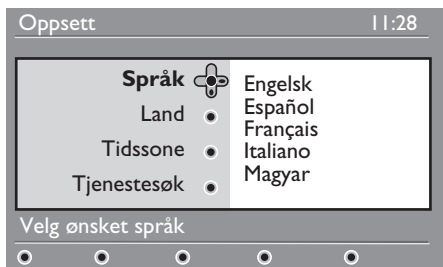 Oppsett 11:28
Språk
Land
Tidssone
Tjenestesøk
Engelsk
Español
Français
Italiano
Magyar
Velg ønsket språk